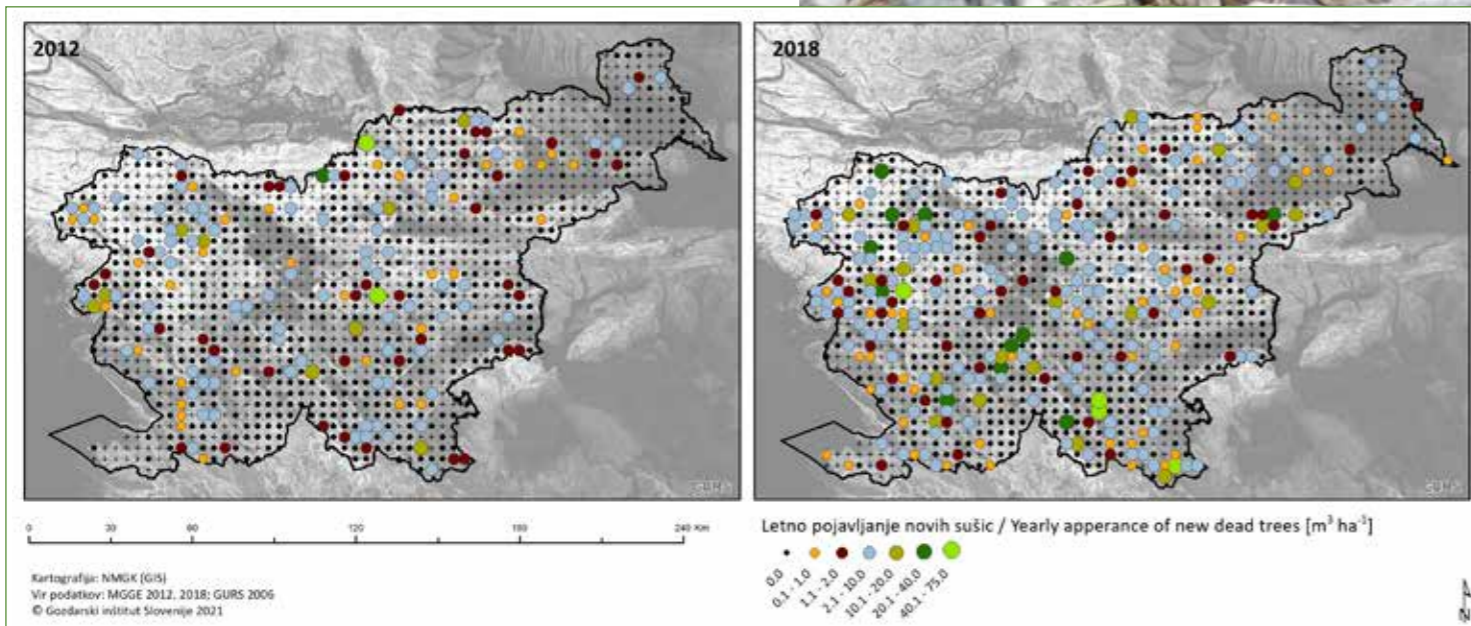 2012
2018
GURS
GURS
0 30 60 120 180 240 KM
Letno pojavljanje novih sušic / Yearly apperance of new dead trees [m³ ha⁻¹]
0.0
0.1 - 1.0
1.1 - 2.0
2.1 - 10.0
10.1 - 20.0
20.1 - 40.0
40.1 - 75.0
Kartografija: NMGK (GIS)
Vir podatkov: MGGE 2012, 2018; GURS 2006
© Gozdarski inštitut Slovenije 2021
N